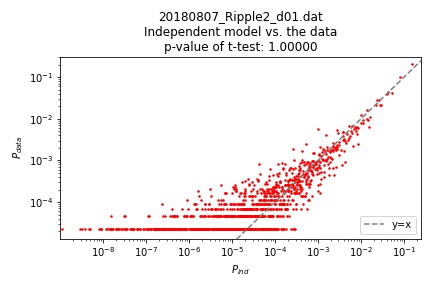 20180807_Ripple2_d01.dat
Independent model vs. the data
p-value of t-test: 1.00000
10⁻¹
10⁻²
10⁻³
10⁻⁴
P_data
y=x
10⁻⁸ 10⁻⁷ 10⁻⁶ 10⁻⁵ 10⁻⁴ 10⁻³ 10⁻² 10⁻¹
P_ind